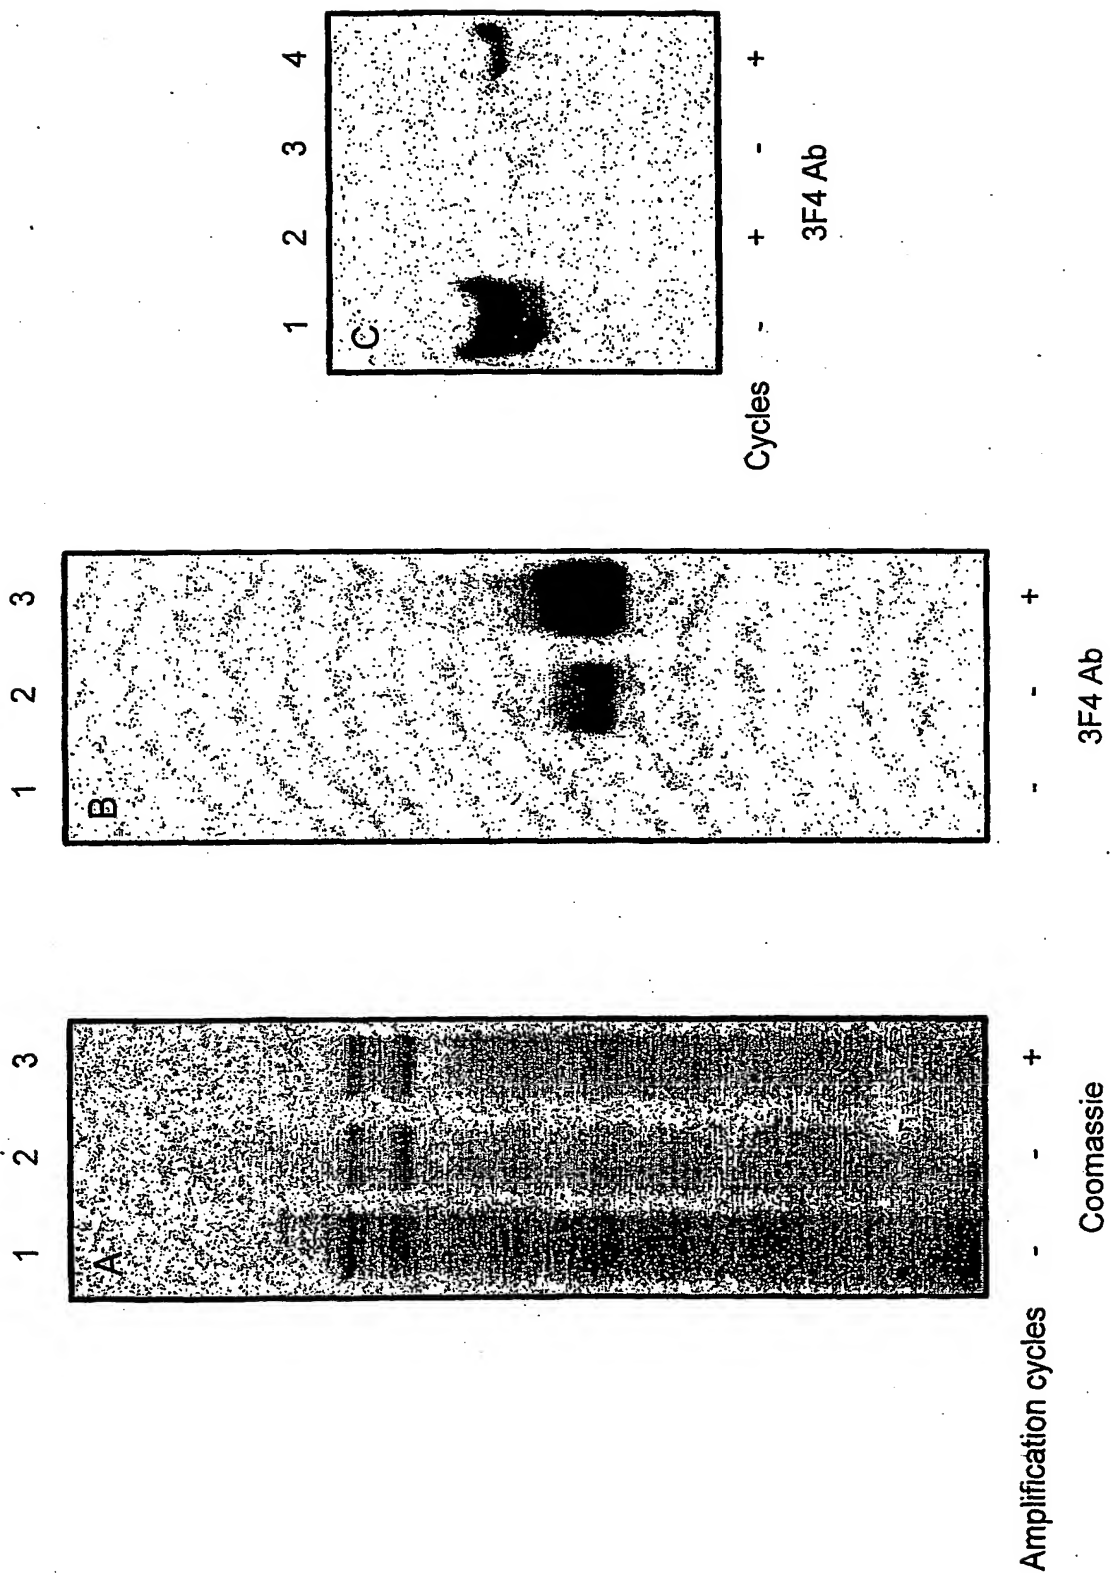 1 2 3
A
Amplification cycles - - +
Coomassie
1 2 3
B
- - +
3F4 Ab
1 2 3 4
C
Cycles - + - +
3F4 Ab